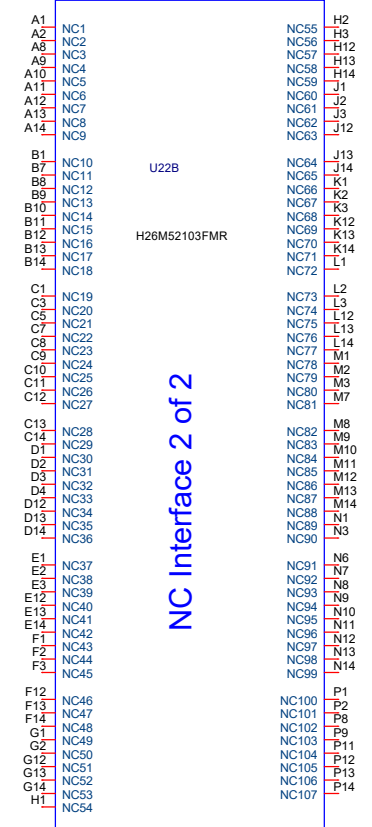 A1 NC1
A2 NC2
A8 NC3
A9 NC4
A10 NC5
A11 NC6
A12 NC7
A13 NC8
A14 NC9
B1 NC10
B7 NC11
B8 NC12
B9 NC13
B10 NC14
B11 NC15
B12 NC16
B13 NC17
B14 NC18
C1 NC19
C3 NC20
C5 NC21
C7 NC22
C8 NC23
C9 NC24
C10 NC25
C11 NC26
C12 NC27
C13 NC28
C14 NC29
D1 NC30
D2 NC31
D3 NC32
D4 NC33
D12 NC34
D13 NC35
D14 NC36
E1 NC37
E2 NC38
E3 NC39
E12 NC40
E13 NC41
E14 NC42
F1 NC43
F2 NC44
F3 NC45
F12 NC46
F13 NC47
F14 NC48
G1 NC49
G2 NC50
G12 NC51
G13 NC52
G14 NC53
H1 NC54
U22B
H26M52103FMR
NC Interface 2 of 2
NC55 H2
NC56 H3
NC57 H12
NC58 H13
NC59 H14
NC60 J1
NC61 J2
NC62 J3
NC63 J12
NC64 J13
NC65 J14
NC66 K1
NC67 K2
NC68 K3
NC69 K12
NC70 K13
NC71 K14
NC72 L1
NC73 L2
NC74 L3
NC75 L12
NC76 L13
NC77 L14
NC78 M1
NC79 M2
NC80 M3
NC81 M7
NC82 M8
NC83 M9
NC84 M10
NC85 M11
NC86 M12
NC87 M13
NC88 M14
NC89 N1
NC90 N3
NC91 N6
NC92 N7
NC93 N8
NC94 N9
NC95 N10
NC96 N11
NC97 N12
NC98 N13
NC99 N14
NC100 P1
NC101 P2
NC102 P8
NC103 P9
NC104 P11
NC105 P12
NC106 P13
NC107 P14